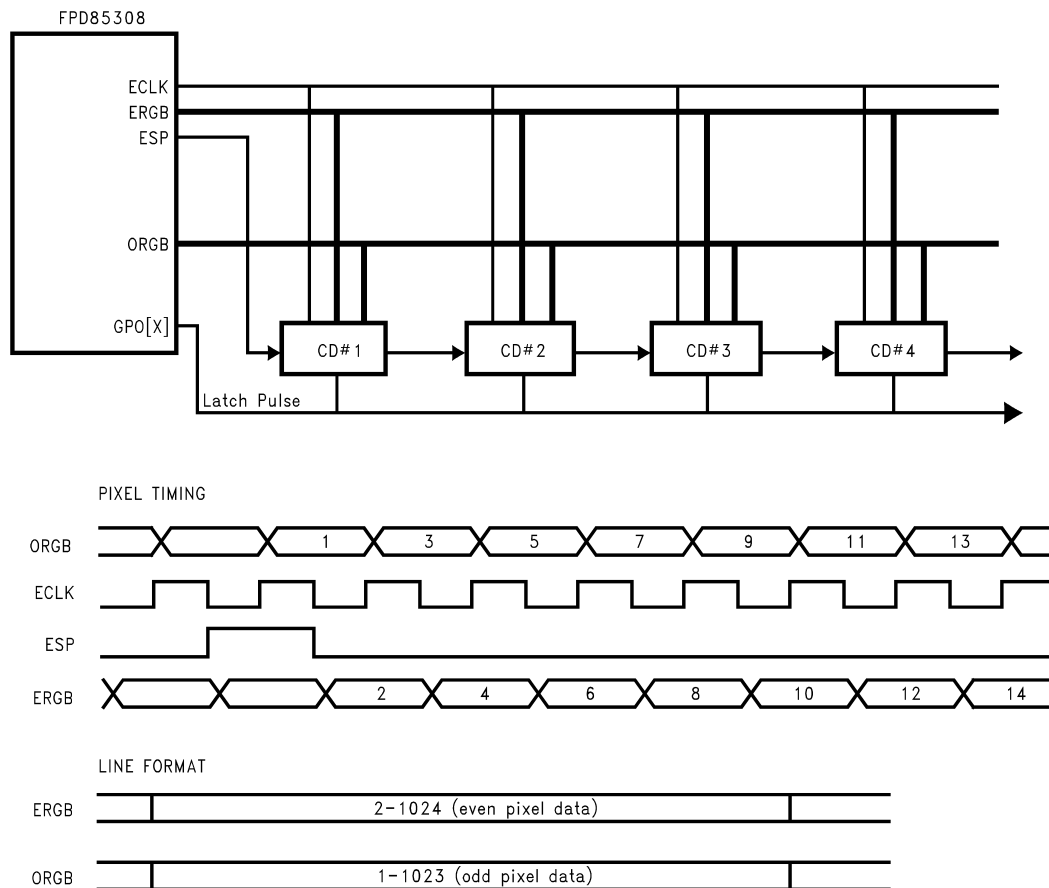 FPD85308
ECLK
ERGB
ESP
ORGB
GPO[X]
CD#1 CD#2 CD#3 CD#4
Latch Pulse
PIXEL TIMING
ORGB 1 3 5 7 9 11 13
ECLK
ESP
ERGB 2 4 6 8 10 12 14
LINE FORMAT
ERGB 2-1024 (even pixel data)
ORGB 1-1023 (odd pixel data)